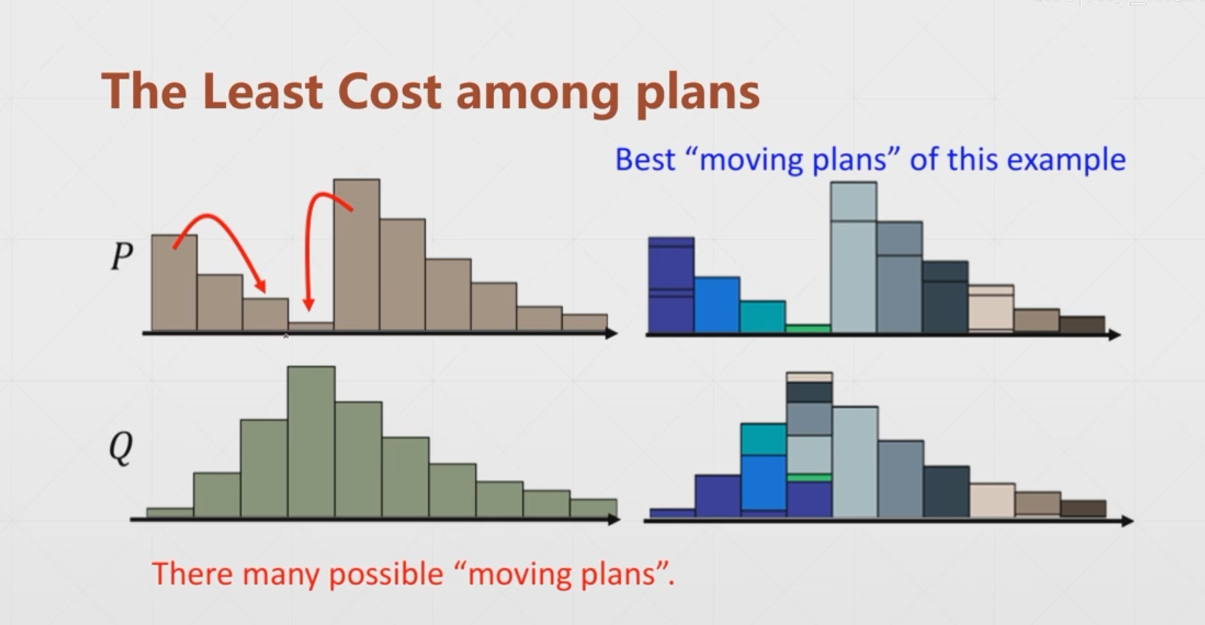 The Least Cost among plans
Best “moving plans” of this example
P
Q
There many possible “moving plans”.